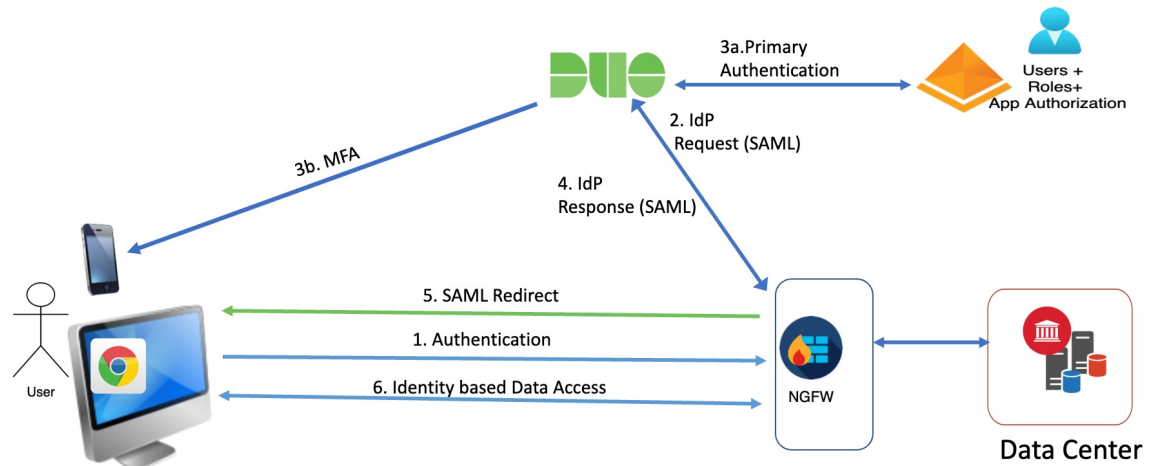 DUO
3a.Primary
Authentication
Users +
Roles+
App Authorization
2. IdP
Request (SAML)
3b. MFA
4. IdP
Response (SAML)
5. SAML Redirect
1. Authentication
6. Identity based Data Access
User
NGFW
Data Center